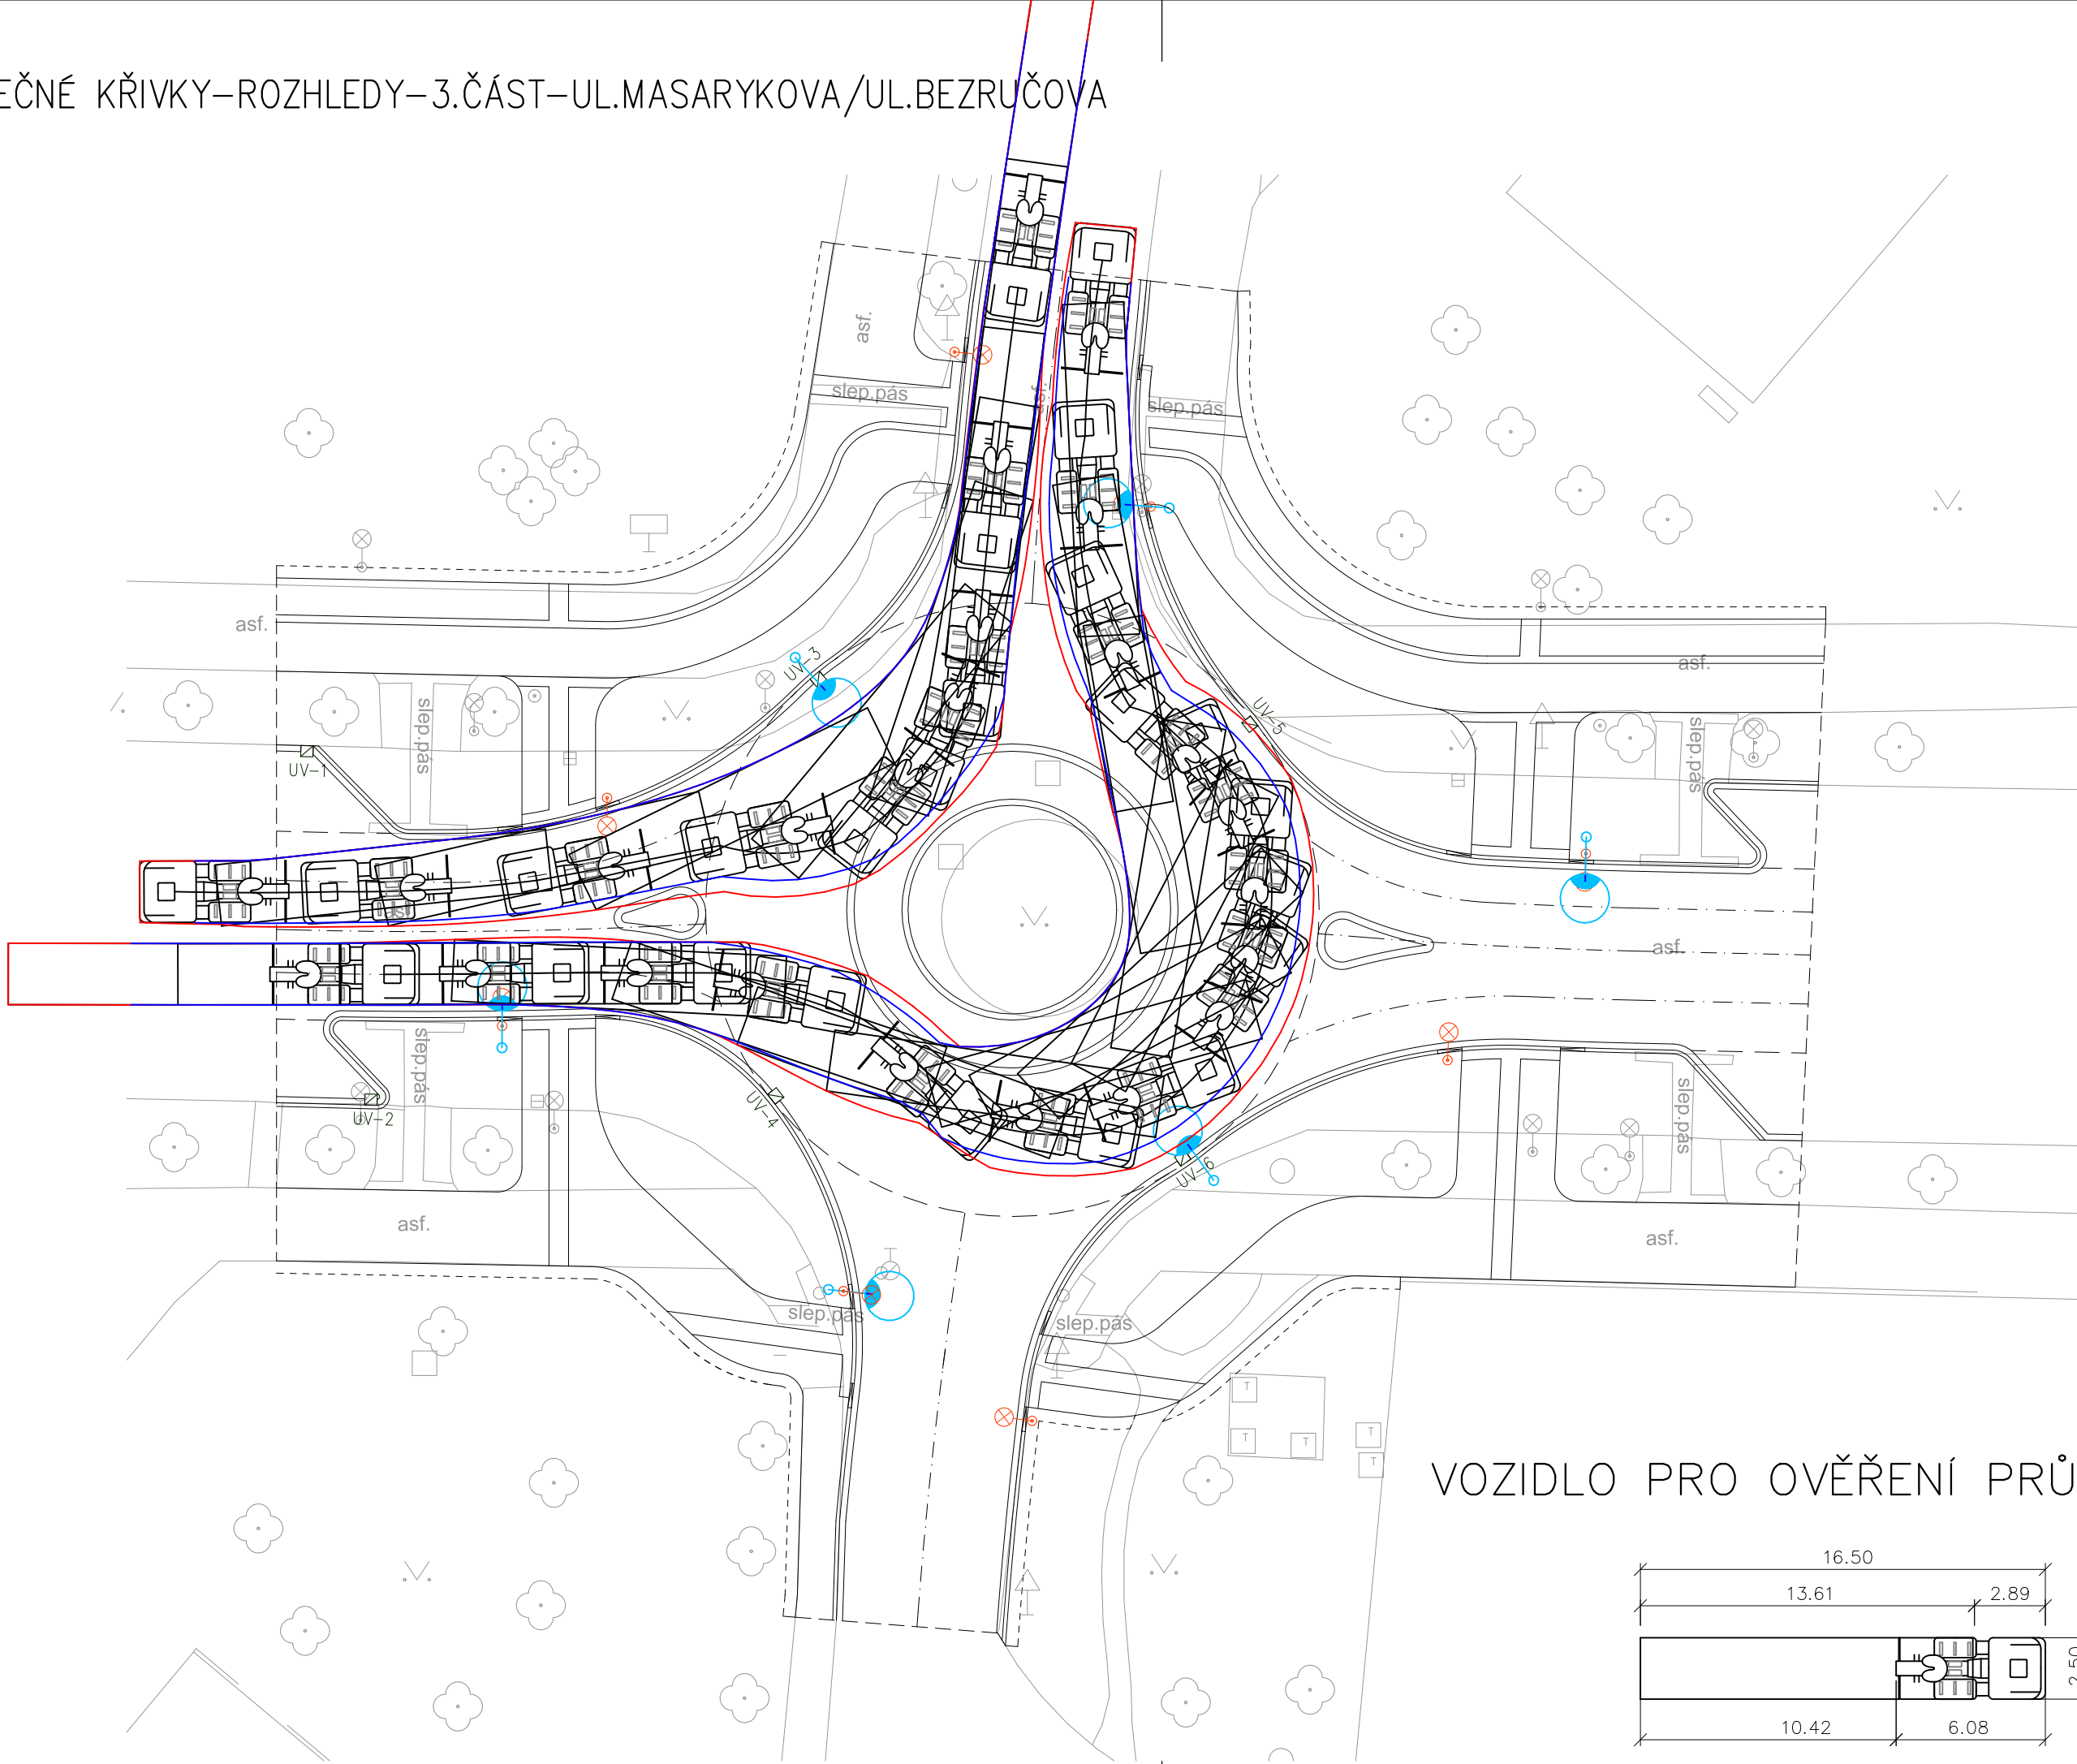 EČNÉ KŘIVKY-ROZHLEDY-3.ČÁST-UL.MASARYKOVA/UL.BEZRUČOVA
asf.
slep.pás
asf.
slep.pás
asf.
UV-3
asf.
slep.pás
UV-5
slep.pás
UV-1
asf.
asf.
slep.pás
UV-2
UV-4
slep.pás
UV-6
asf.
asf.
slep.pás
slep.pás
T
T
T
T
T
VOZIDLO PRO OVĚŘENÍ PRŮ
16.50
13.61
2.89
2.50
10.42
6.08